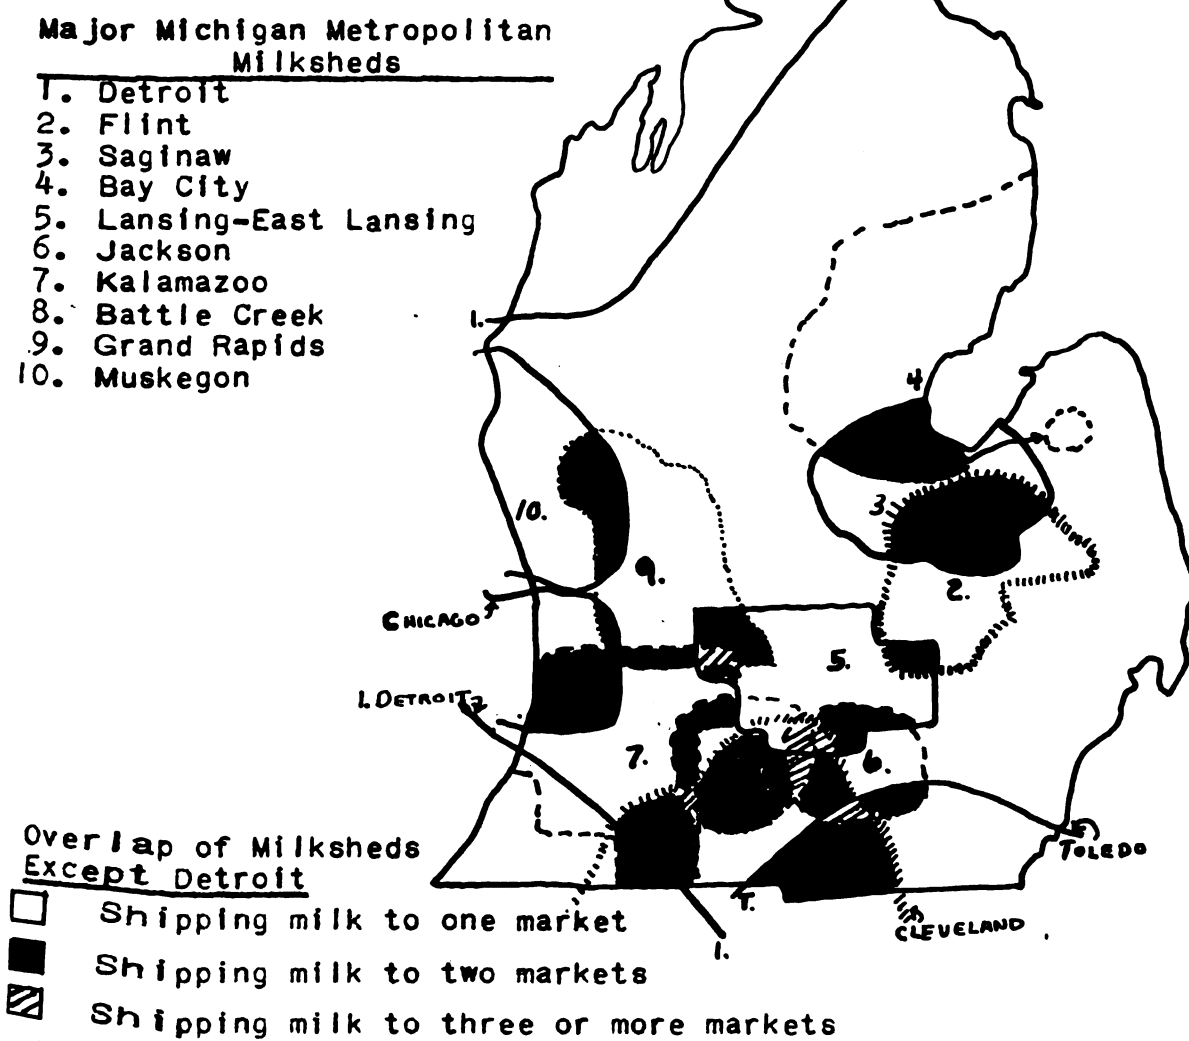 Major Michigan Metropolitan
Milksheds
1. Detroit
2. Flint
3. Saginaw
4. Bay City
5. Lansing-East Lansing
6. Jackson
7. Kalamazoo
8. Battle Creek
9. Grand Rapids
10. Muskegon
1.
4
10.
3
9.
2.
CHICAGO
5.
1. DETROIT
7.
6.
TOLEDO
T.
CLEVELAND
1.
Overlap of Milksheds
Except Detroit
Shipping milk to one market
Shipping milk to two markets
Shipping milk to three or more markets